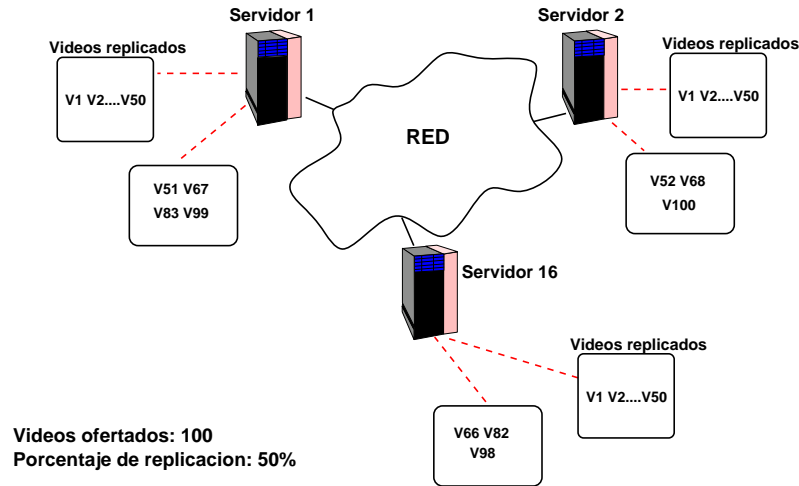 Servidor 1
Servidor 2
Videos replicados
V1 V2....V50
V51 V67
V83 V99
RED
Videos replicados
V1 V2....V50
V52 V68
V100
Servidor 16
Videos replicados
V1 V2....V50
V66 V82
V98
Videos ofertados: 100
Porcentaje de replicacion: 50%